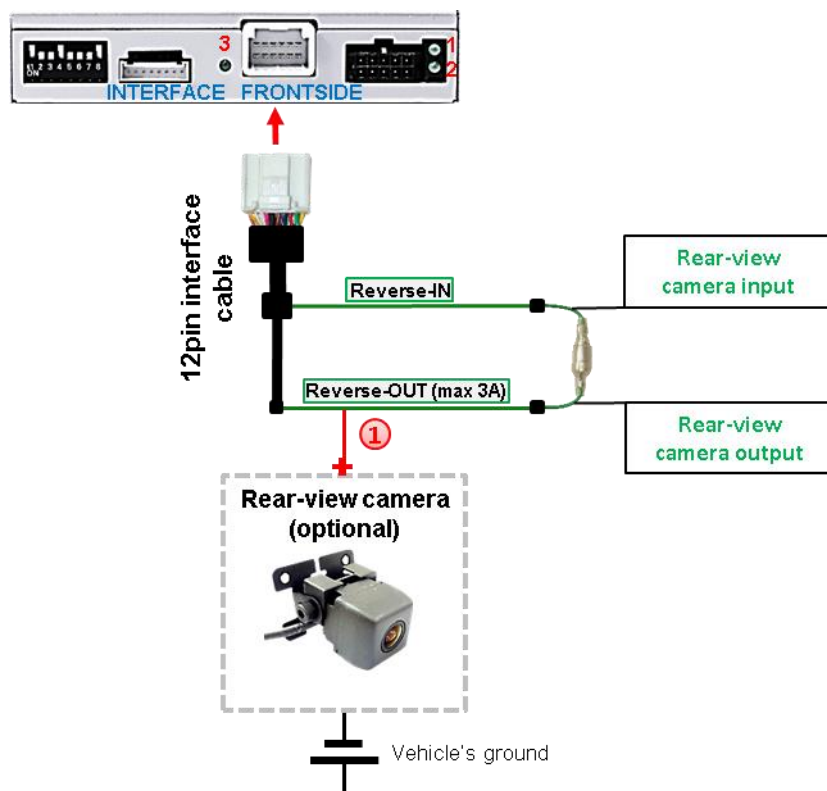 3
1
2
1 2 3 4 5 6 7 8
ON
INTERFACE FRONTSIDE
12pin interface
cable
Reverse-IN
Rear-view
camera input
Reverse-OUT (max 3A)
1
Rear-view
camera output
+
Rear-view camera
(optional)
Vehicle's ground